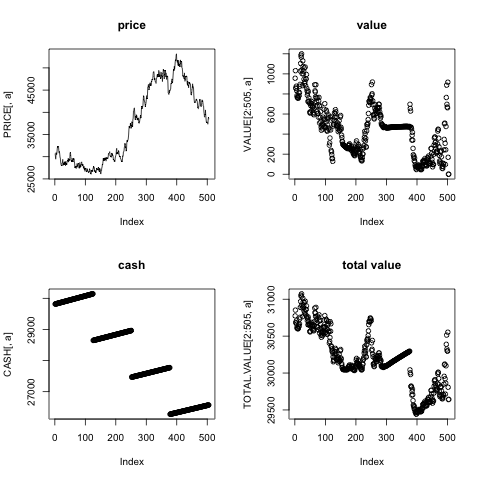 price
value
PRICE[, a]
25000
35000
45000
0 100 200 300 400 500
Index
VALUE[2:505, a]
0
200
400
600
1000
0 100 200 300 400 500
Index
cash
total value
CASH[, a]
27000
29000
0 100 200 300 400 500
Index
TOTAL.VALUE[2:505, a]
29500
30000
30500
31000
0 100 200 300 400 500
Index